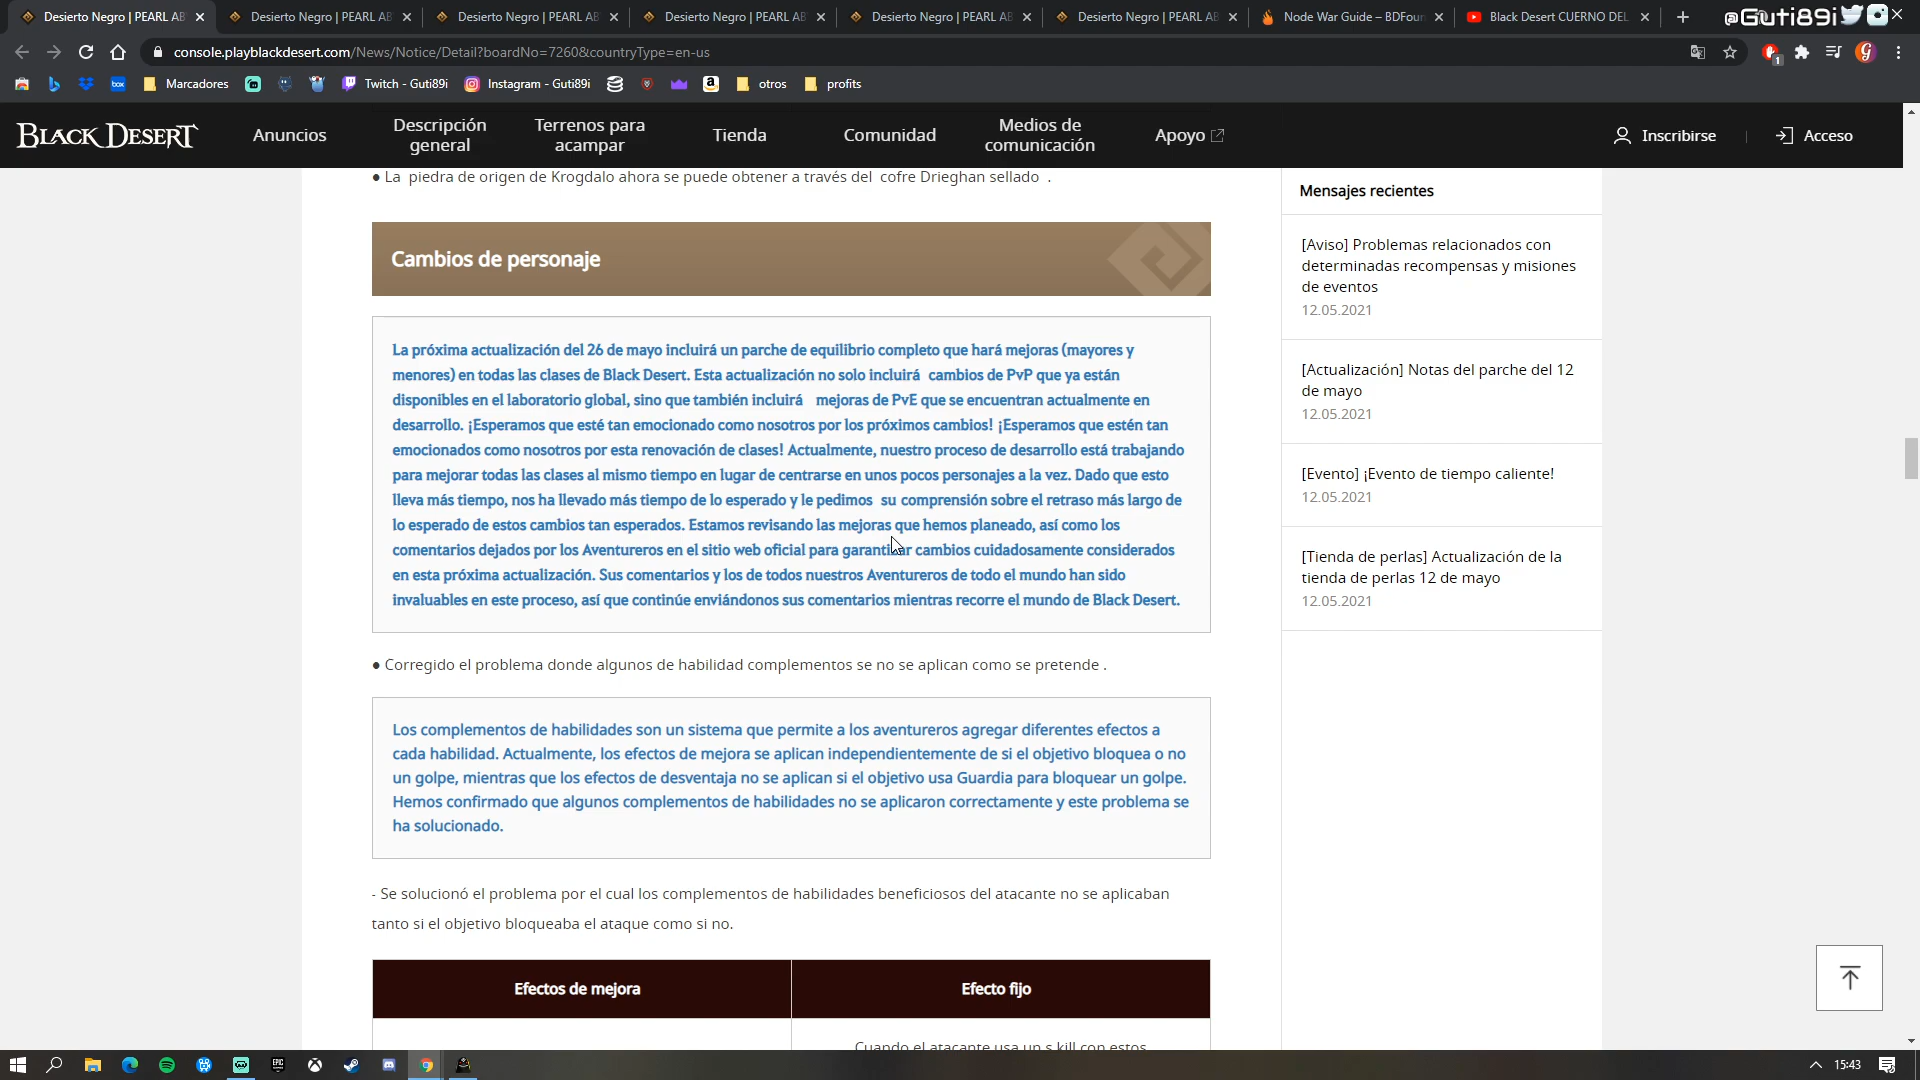 Desierto Negro | PEARL AB
Desierto Negro | PEARL AB
Desierto Negro | PEARL AB
Desierto Negro | PEARL AB
Desierto Negro | PEARL AB
Desierto Negro | PEARL AB
Node War Guide – BDFoun
Black Desert CUERNO DEL
@Guti89i
console.playblackdesert.com/News/Notice/Detail?boardNo=7260&countryType=en-us
1
Marcadores
Twitch - Guti89i
Instagram - Guti89i
otros
profits
BLACK DESERT
Anuncios
Descripción general
Terrenos para acampar
Tienda
Comunidad
Medios de comunicación
Apoyo
Inscribirse
Acceso
● La piedra de origen de Krogdalo ahora se puede obtener a través del cofre Drieghan sellado .
Cambios de personaje
La próxima actualización del 26 de mayo incluirá un parche de equilibrio completo que hará mejoras (mayores y
menores) en todas las clases de Black Desert. Esta actualización no solo incluirá cambios de PvP que ya están
disponibles en el laboratorio global, sino que también incluirá mejoras de PvE que se encuentran actualmente en
desarrollo. ¡Esperamos que esté tan emocionado como nosotros por los próximos cambios! ¡Esperamos que estén tan
emocionados como nosotros por esta renovación de clases! Actualmente, nuestro proceso de desarrollo está trabajando
para mejorar todas las clases al mismo tiempo en lugar de centrarse en unos pocos personajes a la vez. Dado que esto
lleva más tiempo, nos ha llevado más tiempo de lo esperado y le pedimos su comprensión sobre el retraso más largo de
lo esperado de estos cambios tan esperados. Estamos revisando las mejoras que hemos planeado, así como los
comentarios dejados por los Aventureros en el sitio web oficial para garantizar cambios cuidadosamente considerados
en esta próxima actualización. Sus comentarios y los de todos nuestros Aventureros de todo el mundo han sido
invaluables en este proceso, así que continúe enviándonos sus comentarios mientras recorre el mundo de Black Desert.
● Corregido el problema donde algunos de habilidad complementos se no se aplican como se pretende .
Los complementos de habilidades son un sistema que permite a los aventureros agregar diferentes efectos a
cada habilidad. Actualmente, los efectos de mejora se aplican independientemente de si el objetivo bloquea o no
un golpe, mientras que los efectos de desventaja no se aplican si el objetivo usa Guardia para bloquear un golpe.
Hemos confirmado que algunos complementos de habilidades no se aplicaron correctamente y este problema se
ha solucionado.
- Se solucionó el problema por el cual los complementos de habilidades beneficiosos del atacante no se aplicaban
tanto si el objetivo bloqueaba el ataque como si no.
Efectos de mejora
Efecto fijo
Cuando el atacante usa un s kill con estos
Mensajes recientes
[Aviso] Problemas relacionados con
determinadas recompensas y misiones
de eventos
12.05.2021
[Actualización] Notas del parche del 12
de mayo
12.05.2021
[Evento] ¡Evento de tiempo caliente!
12.05.2021
[Tienda de perlas] Actualización de la
tienda de perlas 12 de mayo
12.05.2021
15:43